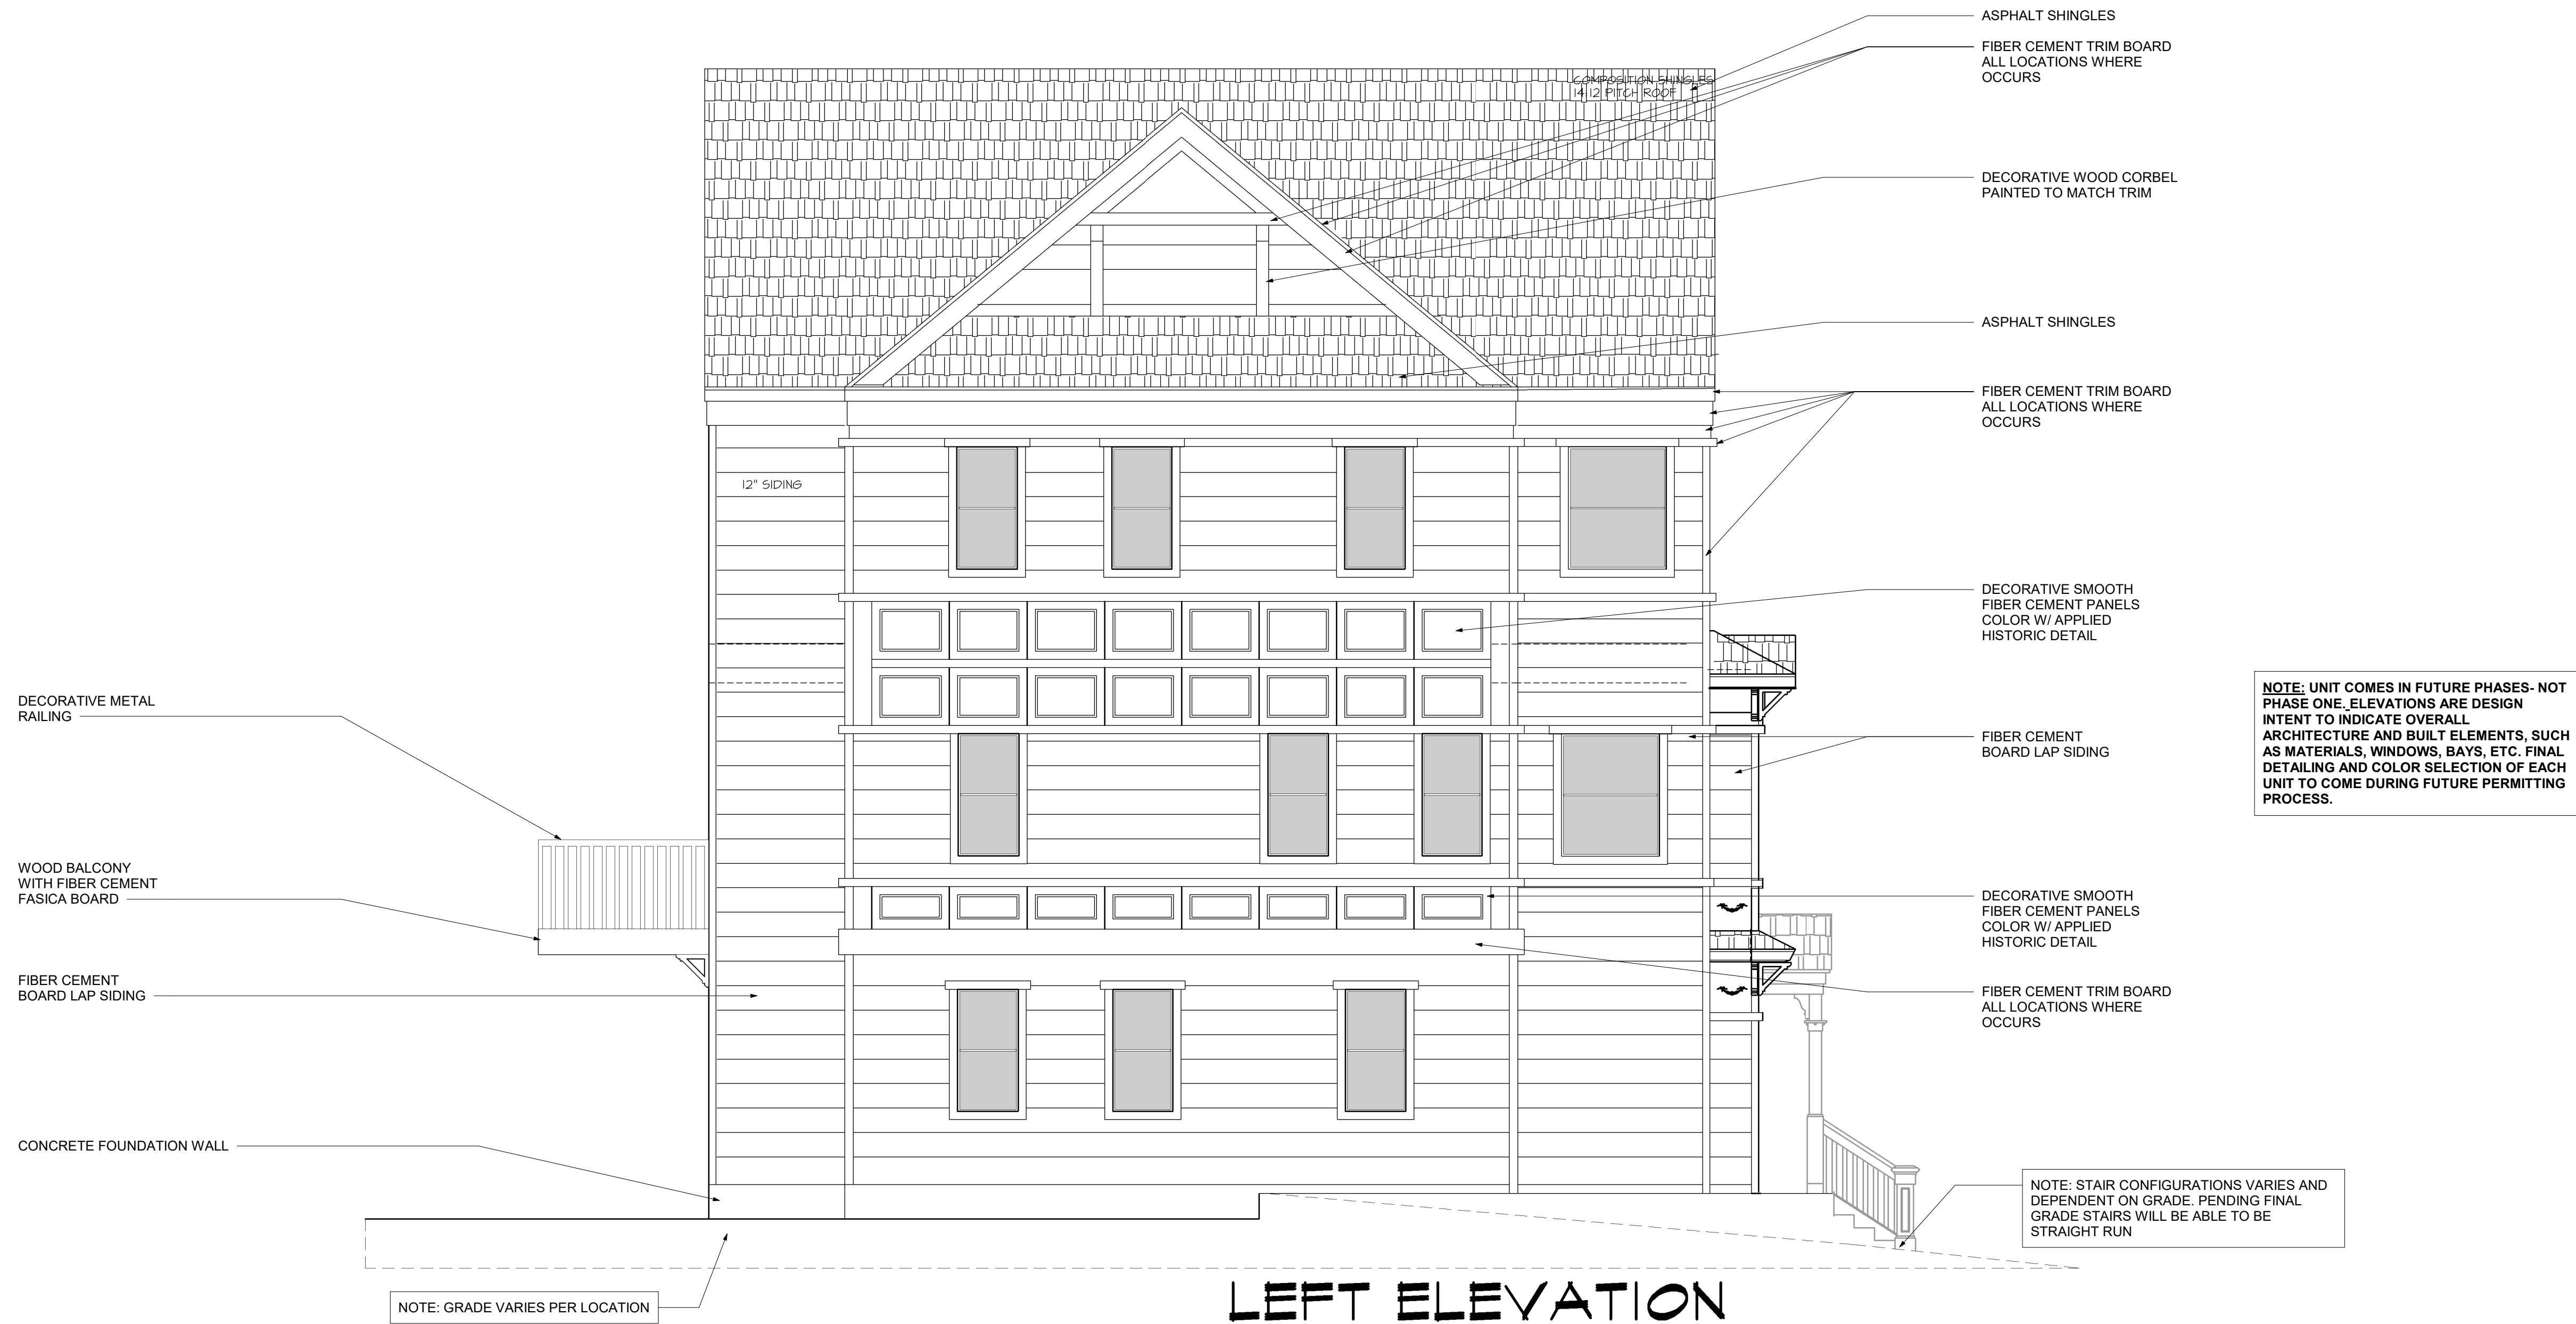 ASPHALT SHINGLES
FIBER CEMENT TRIM BOARD
ALL LOCATIONS WHERE
OCCURS
COMPOSITION SHINGLES
14:12 PITCH ROOF
DECORATIVE WOOD CORBEL
PAINTED TO MATCH TRIM
ASPHALT SHINGLES
FIBER CEMENT TRIM BOARD
ALL LOCATIONS WHERE
OCCURS
12" SIDING
DECORATIVE SMOOTH
FIBER CEMENT PANELS
COLOR W/ APPLIED
HISTORIC DETAIL
DECORATIVE METAL
RAILING
NOTE: UNIT COMES IN FUTURE PHASES- NOT
PHASE ONE. ELEVATIONS ARE DESIGN
INTENT TO INDICATE OVERALL
ARCHITECTURE AND BUILT ELEMENTS, SUCH
AS MATERIALS, WINDOWS, BAYS, ETC. FINAL
DETAILING AND COLOR SELECTION OF EACH
UNIT TO COME DURING FUTURE PERMITTING
PROCESS.
FIBER CEMENT
BOARD LAP SIDING
WOOD BALCONY
WITH FIBER CEMENT
FASICA BOARD
DECORATIVE SMOOTH
FIBER CEMENT PANELS
COLOR W/ APPLIED
HISTORIC DETAIL
FIBER CEMENT
BOARD LAP SIDING
FIBER CEMENT TRIM BOARD
ALL LOCATIONS WHERE
OCCURS
CONCRETE FOUNDATION WALL
NOTE: STAIR CONFIGURATIONS VARIES AND
DEPENDENT ON GRADE. PENDING FINAL
GRADE STAIRS WILL BE ABLE TO BE
STRAIGHT RUN
NOTE: GRADE VARIES PER LOCATION
LEFT ELEVATION